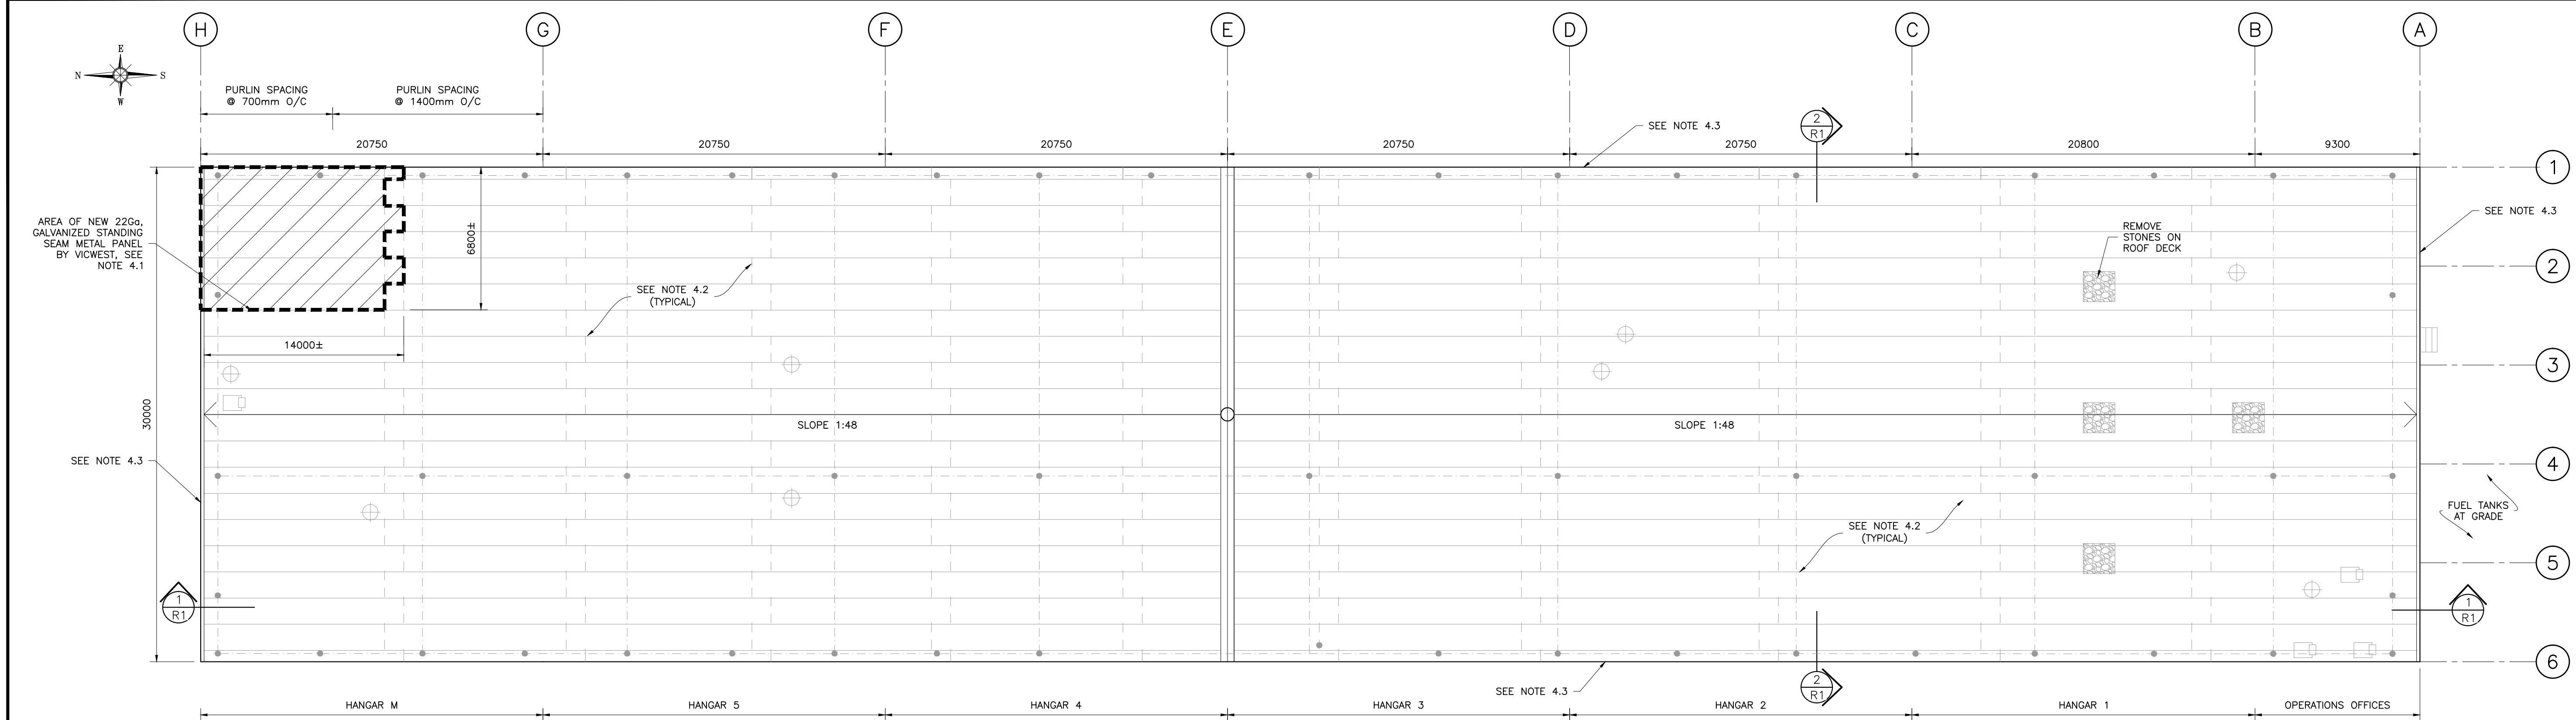 H
G
F
E
D
C
B
A
E
N
S
W
PURLIN SPACING
@ 700mm O/C
PURLIN SPACING
@ 1400mm O/C
SEE NOTE 4.3
2
R1
20750
20750
20750
20750
20750
20800
9300
1
AREA OF NEW 22Ga,
GALVANIZED STANDING
SEAM METAL PANEL
BY VICWEST, SEE
NOTE 4.1
6800±
REMOVE
STONES ON
ROOF DECK
SEE NOTE 4.3
2
SEE NOTE 4.2
(TYPICAL)
14000±
3
30000
SLOPE 1:48
SLOPE 1:48
SEE NOTE 4.3
4
FUEL TANKS
AT GRADE
SEE NOTE 4.2
(TYPICAL)
5
1
R1
1
R1
6
SEE NOTE 4.3
2
R1
HANGAR M
HANGAR 5
HANGAR 4
HANGAR 3
HANGAR 2
HANGAR 1
OPERATIONS OFFICES